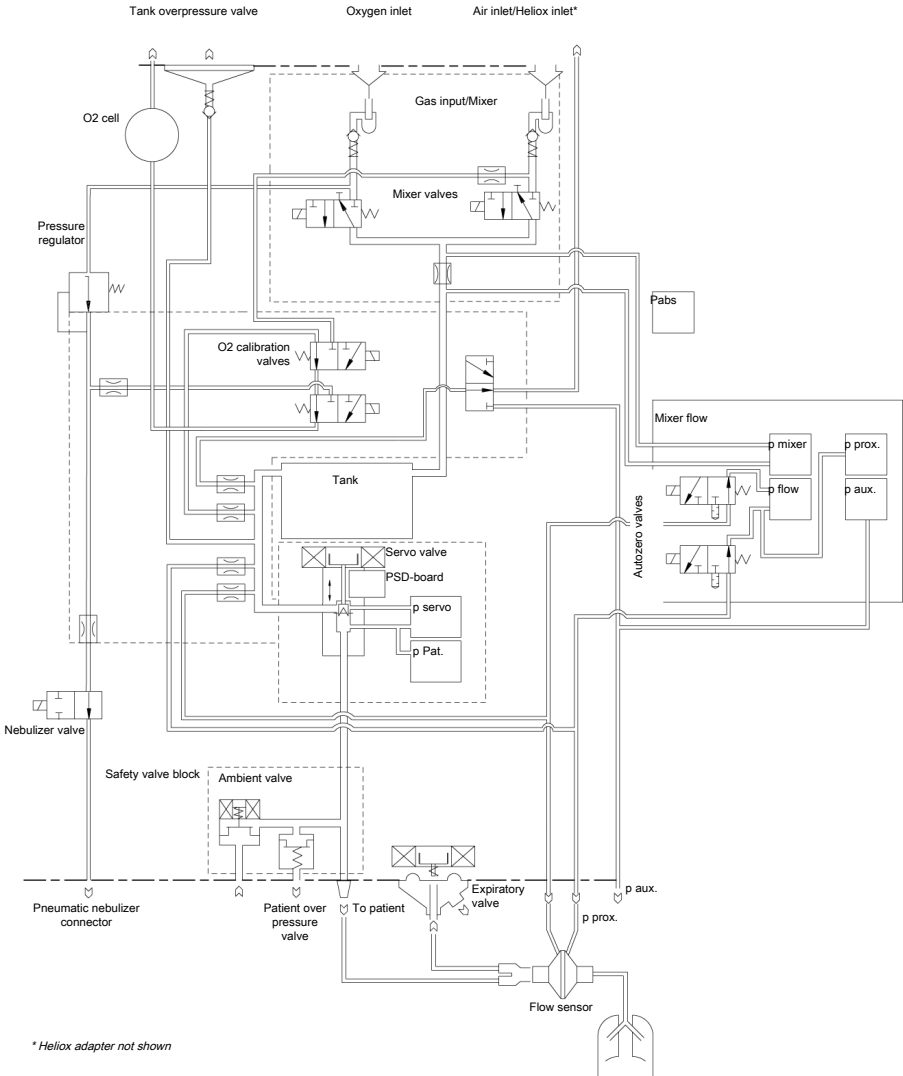 Tank overpressure valve
Oxygen inlet
Air inlet/Heliox inlet*
Gas input/Mixer
O2 cell
Mixer valves
Pressure
regulator
Pabs
O2 calibration
valves
Mixer flow
p mixer
p prox.
Tank
p flow
p aux.
Autozero valves
Servo valve
PSD-board
p servo
p Pat.
Nebulizer valve
Safety valve block
Ambient valve
Pneumatic nebulizer
connector
Patient over
pressure
valve
To patient
Expiratory
valve
p aux.
p prox.
Flow sensor
* Heliox adapter not shown